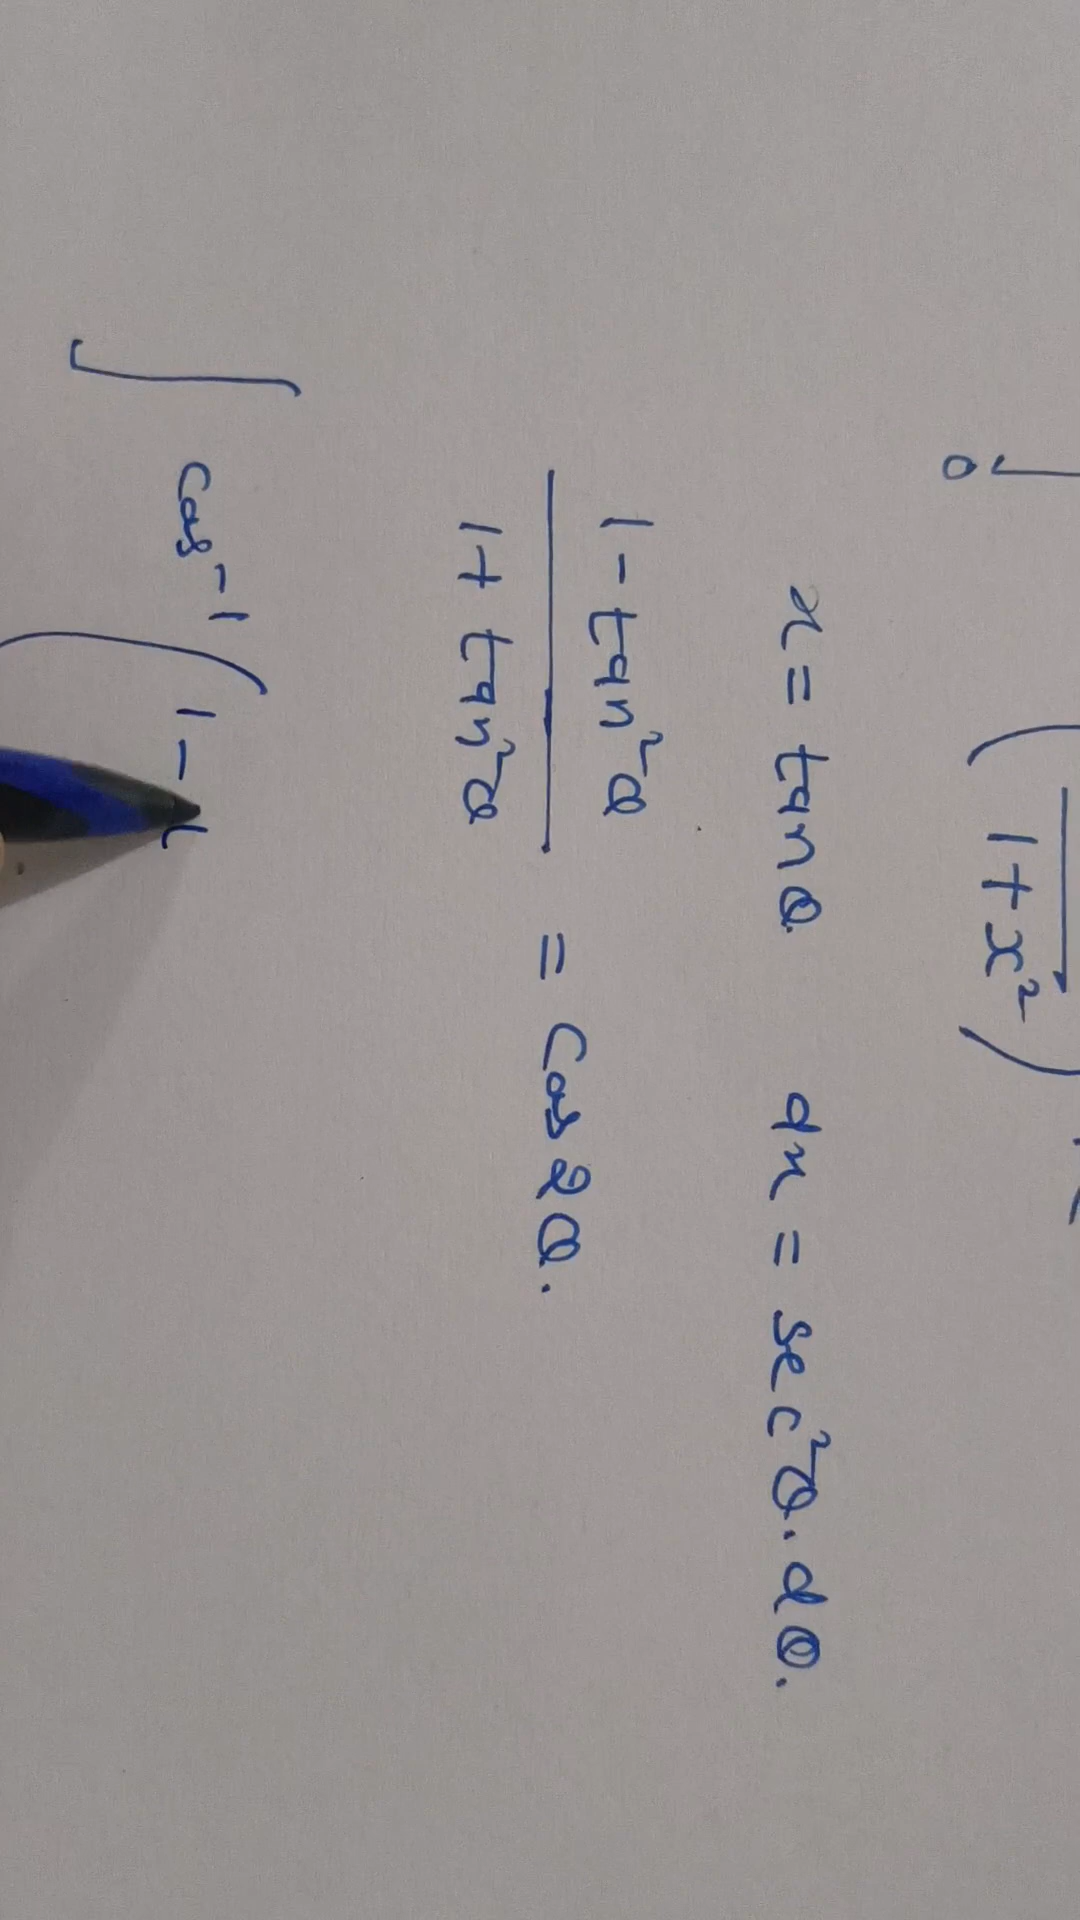 ∫0 ( / 1+x² )
x = tanθ dx = sec²θ.dθ.
1 - tan²θ / 1 + tan²θ = Cos2θ.
∫ Cos⁻¹ ( 1 -